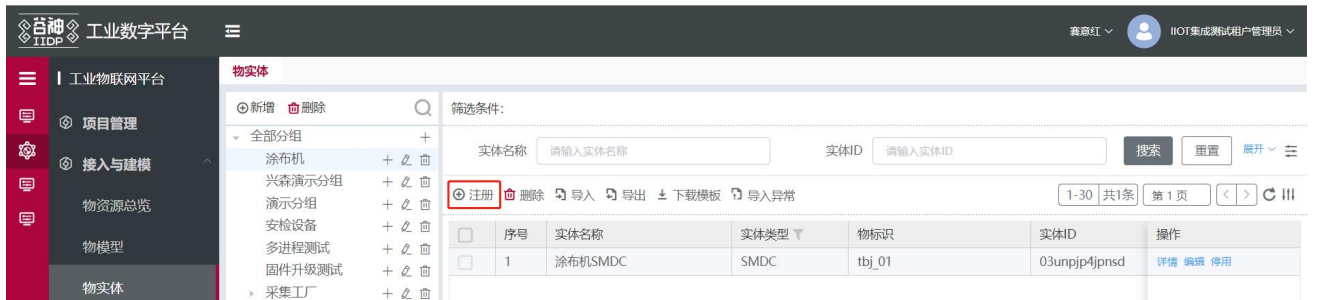 谷神 IIDP 工业数字平台 赛意红 IIOT集成测试租户管理员
工业物联网平台 物实体
项目管理
接入与建模
物资源总览
物模型
物实体
新增 删除
全部分组
涂布机
兴森演示分组
演示分组
安检设备
多进程测试
固件升级测试
采集工厂
筛选条件：
实体名称 请输入实体名称 实体ID 请输入实体ID 搜索 重置 展开
注册 删除 导入 导出 下载模板 导入异常 1-30 共1条 第 1 页
序号 实体名称 实体类型 物标识 实体ID 操作
1 涂布机SMDC SMDC tbj_01 03unpjp4jpnsd 详情 编辑 停用